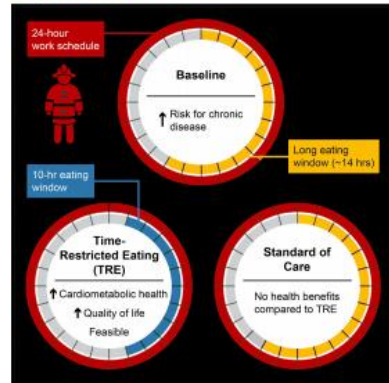 24-hour
work schedule
Baseline
↑ Risk for chronic
disease
Long eating
window (~14 hrs)
10-hr eating
window
Time-
Restricted Eating
(TRE)
↑ Cardiometabolic health
↑ Quality of life
Feasible
Standard of
Care
No health benefits
compared to TRE